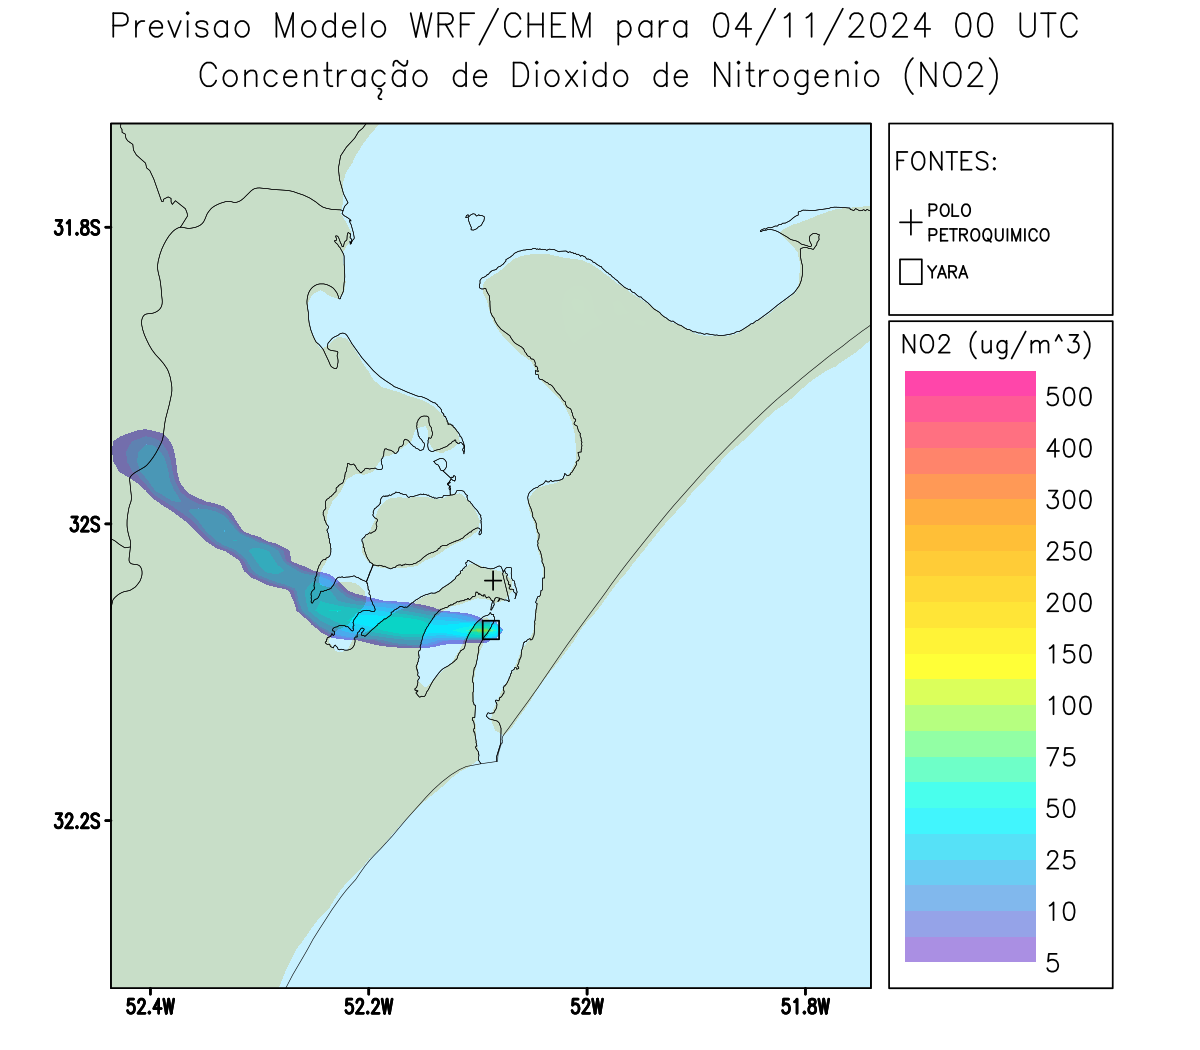 Previsao Modelo WRF/CHEM para 04/11/2024 00 UTC
Concentração de Dioxido de Nitrogenio (NO2)
FONTES:
POLO
PETROQUIMICO
YARA
NO2 (ug/m^3)
500
400
300
250
200
150
100
75
50
25
10
5
31.8S
32S
32.2S
52.4W
52.2W
52W
51.8W